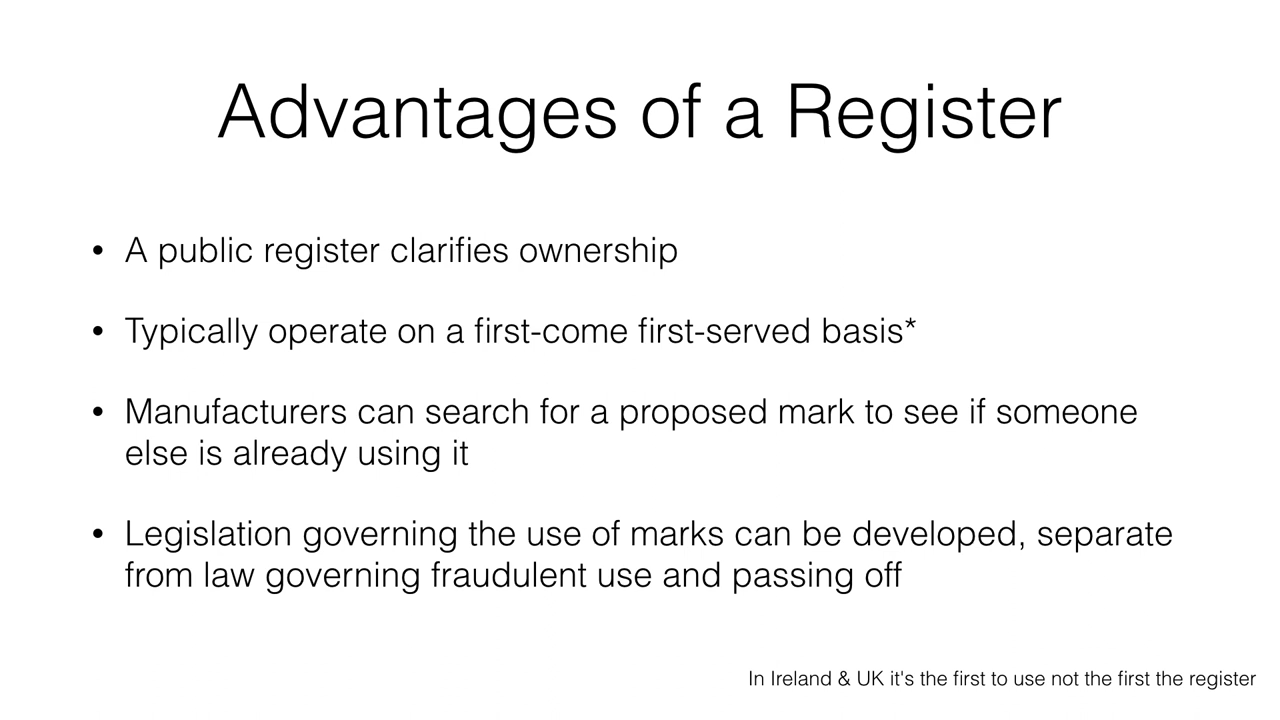 Advantages of a Register
• A public register clarifies ownership
• Typically operate on a first-come first-served basis*
• Manufacturers can search for a proposed mark to see if someone
else is already using it
• Legislation governing the use of marks can be developed, separate
from law governing fraudulent use and passing off
In Ireland & UK it's the first to use not the first the register